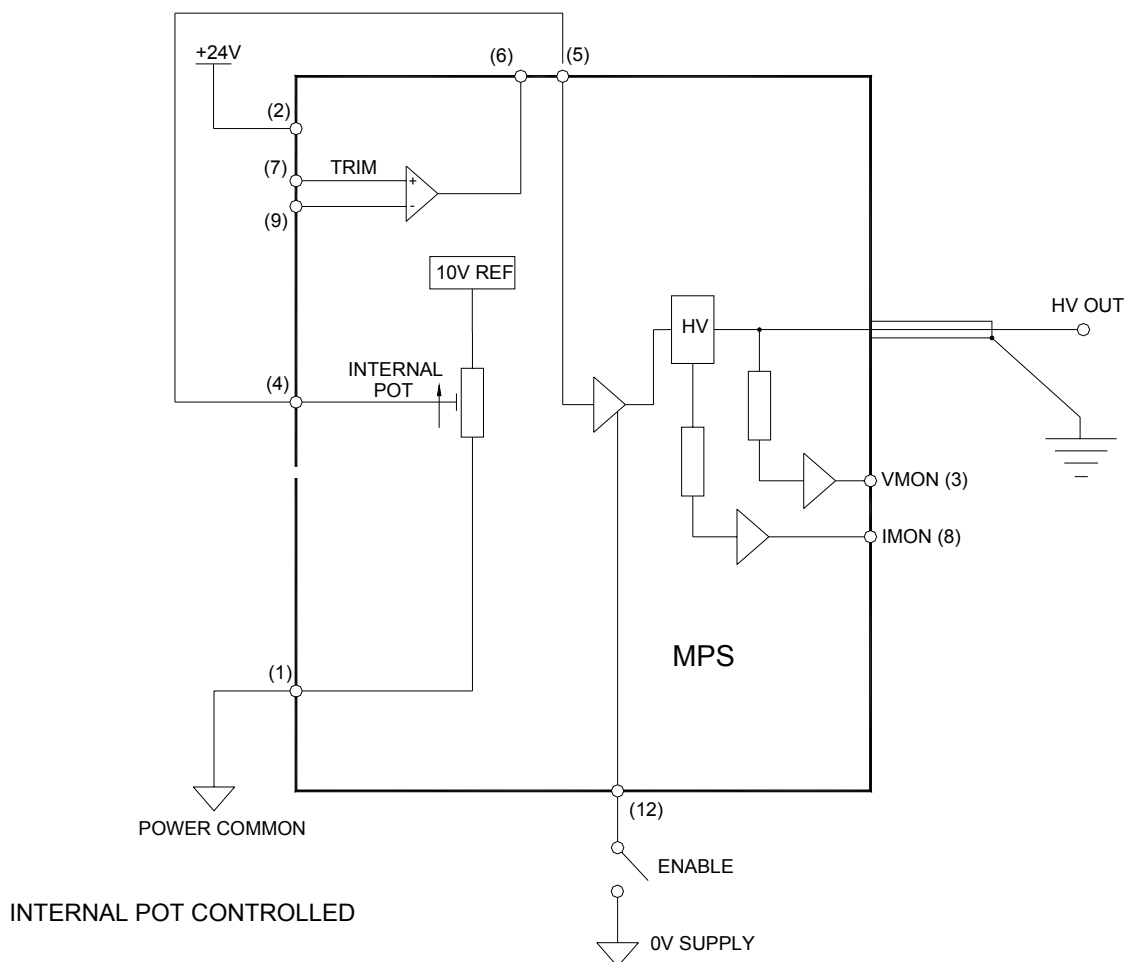 (6)
(5)
+24V
(2)
(7)
TRIM
+
(9)
-
10V REF
HV
HV OUT
INTERNAL
POT
(4)
VMON (3)
IMON (8)
MPS
(1)
(12)
POWER COMMON
ENABLE
INTERNAL POT CONTROLLED
0V SUPPLY